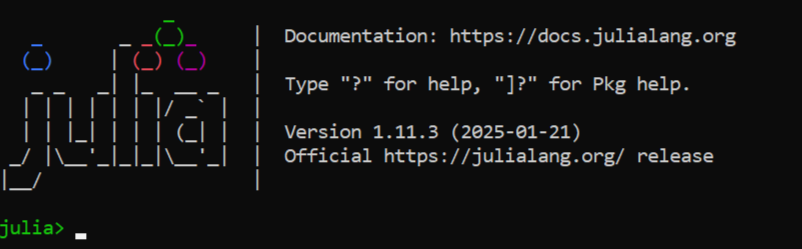 Documentation: https://docs.julialang.org
Type "?" for help, "]?" for Pkg help.
julia
Version 1.11.3 (2025-01-21)
Official https://julialang.org/ release
julia>